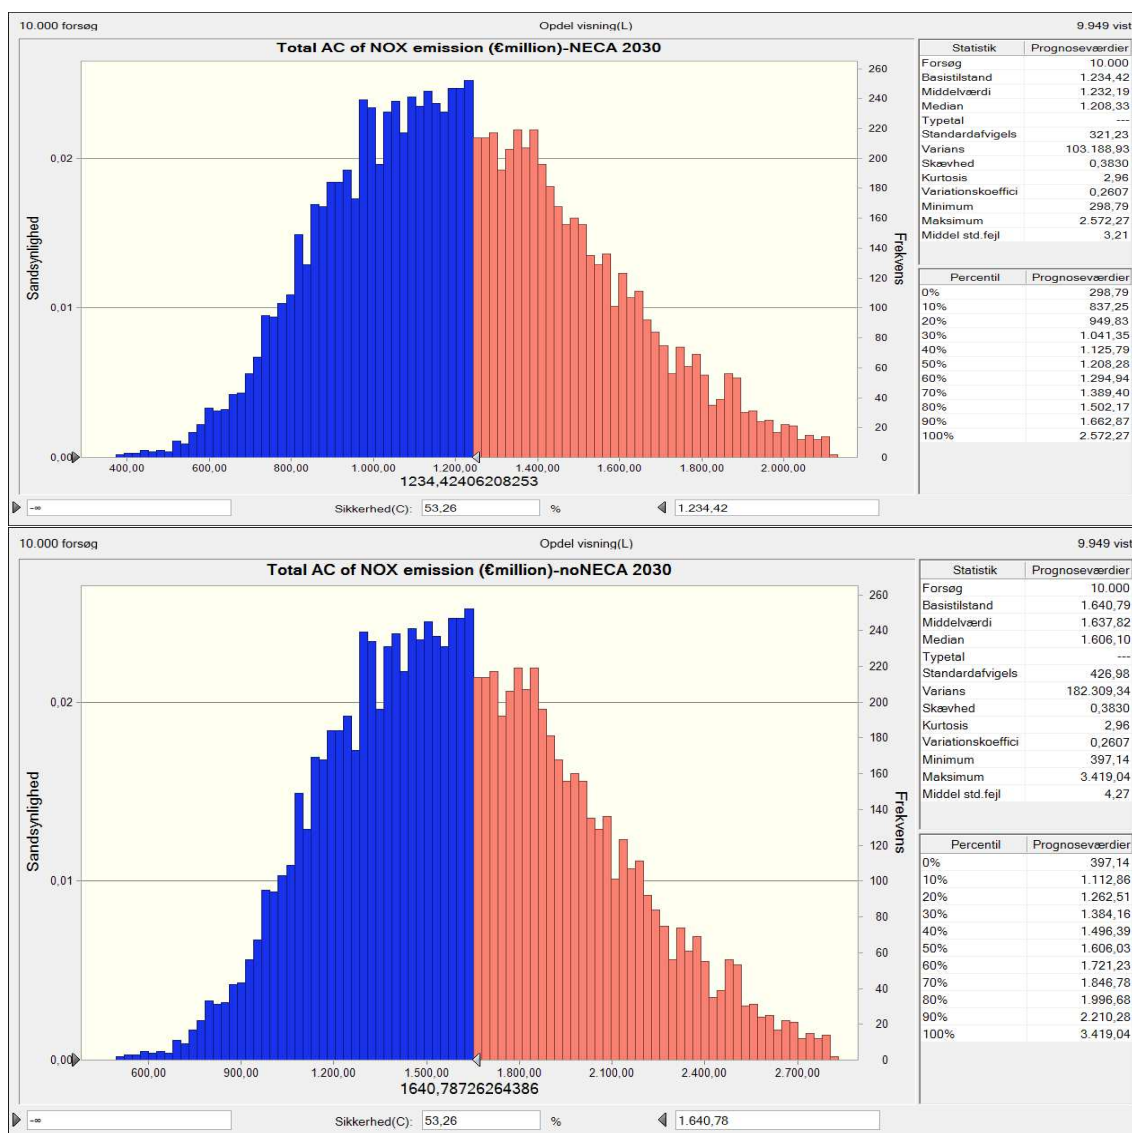 10.000 forsøg Opdel visning(L) 9.949 vist
Total AC of NOX emission (€million)-NECA 2030
Sandsynlighed
0,02
0,01
0,00
260
240
220
200
180
160
140
120
100
80
60
40
20
0
Frekvens
400,00 600,00 800,00 1.000,00 1.200,00 1.400,00 1.600,00 1.800,00 2.000,00
1234,42406208253
-∞ Sikkerhed(C): 53,26 % 1.234,42
Statistik Prognoseværdier
Forsøg 10.000
Basistilstand 1.234,42
Middelværdi 1.232,19
Median 1.208,33
Typetal ---
Standardafvigels 321,23
Varians 103.188,93
Skævhed 0,3830
Kurtosis 2,96
Variationskoeffici 0,2607
Minimum 298,79
Maksimum 2.572,27
Middel std.fejl 3,21
Percentil Prognoseværdier
0% 298,79
10% 837,25
20% 949,83
30% 1.041,35
40% 1.125,79
50% 1.208,28
60% 1.294,94
70% 1.389,40
80% 1.502,17
90% 1.662,87
100% 2.572,27
10.000 forsøg Opdel visning(L) 9.949 vist
Total AC of NOX emission (€million)-noNECA 2030
Sandsynlighed
0,02
0,01
0,00
260
240
220
200
180
160
140
120
100
80
60
40
20
0
Frekvens
600,00 900,00 1.200,00 1.500,00 1.800,00 2.100,00 2.400,00 2.700,00
1640,78726264386
-∞ Sikkerhed(C): 53,26 % 1.640,78
Statistik Prognoseværdier
Forsøg 10.000
Basistilstand 1.640,79
Middelværdi 1.637,82
Median 1.606,10
Typetal ---
Standardafvigels 426,98
Varians 182.309,34
Skævhed 0,3830
Kurtosis 2,96
Variationskoeffici 0,2607
Minimum 397,14
Maksimum 3.419,04
Middel std.fejl 4,27
Percentil Prognoseværdier
0% 397,14
10% 1.112,86
20% 1.262,51
30% 1.384,16
40% 1.496,39
50% 1.606,03
60% 1.721,23
70% 1.846,78
80% 1.996,68
90% 2.210,28
100% 3.419,04